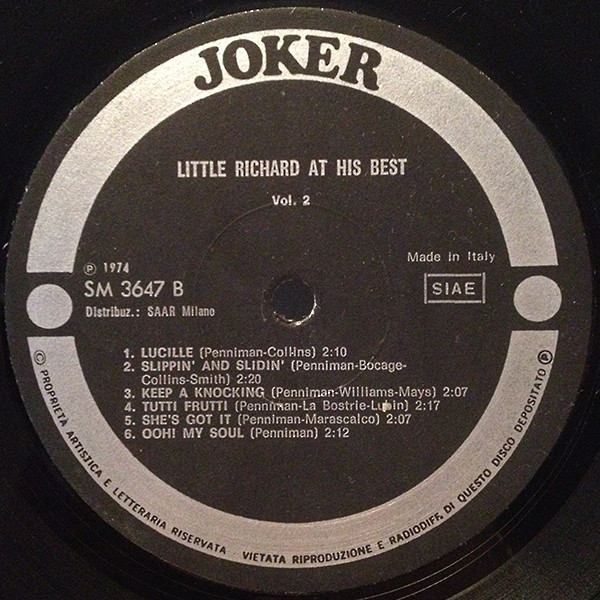 JOKER
LITTLE RICHARD AT HIS BEST
Vol. 2
Ⓟ 1974
SM 3647 B
Distribuz.: SAAR Milano
Made in Italy
SIAE
1. LUCILLE (Penniman-Collins) 2:10
2. SLIPPIN' AND SLIDIN' (Penniman-Bocage-
Collins-Smith) 2:20
3. KEEP A KNOCKING (Penniman-Williams-Mays) 2:07
4. TUTTI FRUTTI (Penniman-La Bostrie-Lubin) 2:17
5. SHE'S GOT IT (Penniman-Marascalco) 2:07
6. OOH! MY SOUL (Penniman) 2:12
© PROPRIETÀ ARTISTICA E LETTERARIA RISERVATA - VIETATA RIPRODUZIONE E RADIODIFF. DI QUESTO DISCO DEPOSITATO Ⓟ